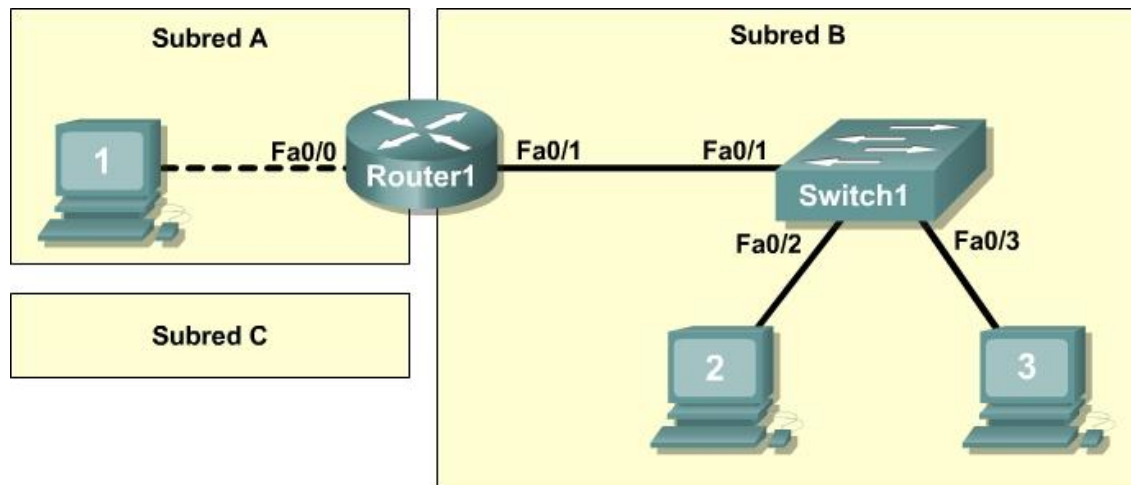 Subred A
Subred B
1
Fa0/0
Router1
Fa0/1
Fa0/1
Switch1
Fa0/2
Fa0/3
Subred C
2
3